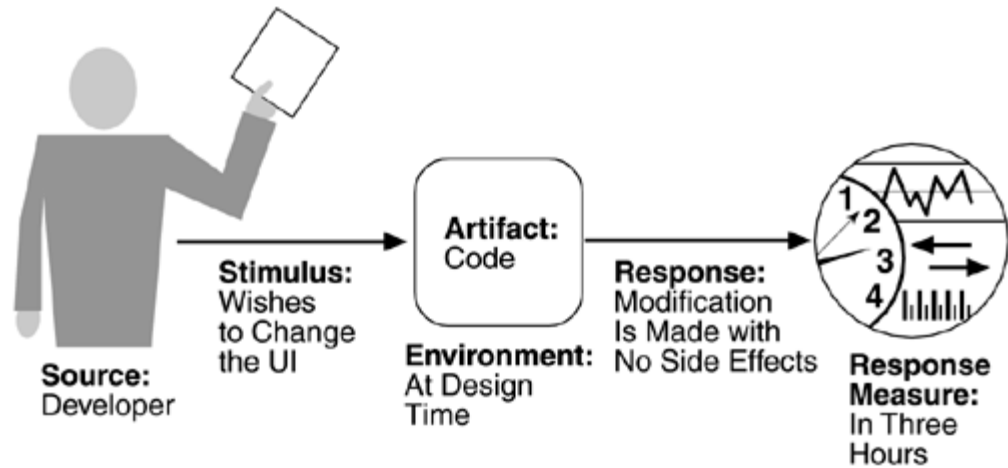 Source:
Developer
Stimulus:
Wishes
to Change
the UI
Artifact:
Code
Environment:
At Design
Time
Response:
Modification
Is Made with
No Side Effects
1
2
3
4
Response
Measure:
In Three
Hours